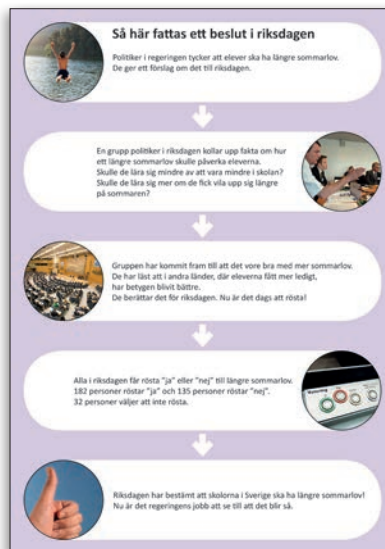 Så här fattas ett beslut i riksdagen
Politiker i regeringen tycker att elever ska ha längre sommarlov.
De ger ett förslag om det till riksdagen.
En grupp politiker i riksdagen kollar upp fakta om hur
ett längre sommarlov skulle påverka eleverna.
Skulle de lära sig mindre av att vara mindre i skolan?
Skulle de lära sig mer om de fick vila upp sig längre
på sommaren?
Gruppen har kommit fram till att det vore bra med mer sommarlov.
De har läst att i andra länder, där eleverna fått mer ledigt,
har betygen blivit bättre.
De berättar det för riksdagen. Nu är det dags att rösta!
Alla i riksdagen får rösta "ja" eller "nej" till längre sommarlov.
182 personer röstar "ja" och 135 personer röstar "nej".
32 personer väljer att inte rösta.
Riksdagen har bestämt att skolorna i Sverige ska ha längre sommarlov!
Nu är det regeringens jobb att se till att det blir så.